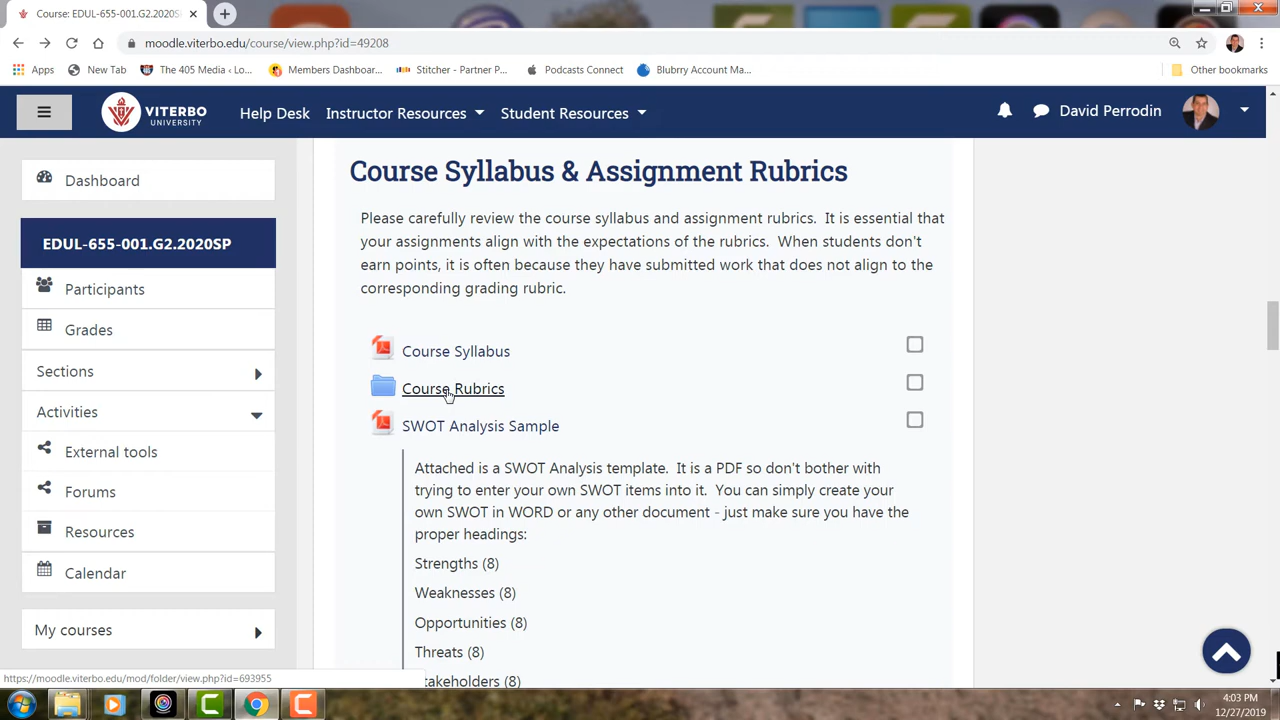 Course: EDUL-655-001.G2.2020S
moodle.viterbo.edu/course/view.php?id=49208
Apps
New Tab
The 405 Media ‹ Lo...
Members Dashboar...
Stitcher - Partner P...
Podcasts Connect
Blubrry Account Ma...
Other bookmarks
VITERBO
UNIVERSITY
Help Desk
Instructor Resources
Student Resources
David Perrodin
Dashboard
EDUL-655-001.G2.2020SP
Participants
Grades
Sections
Activities
External tools
Forums
Resources
Calendar
My courses
Course Syllabus & Assignment Rubrics
Please carefully review the course syllabus and assignment rubrics. It is essential that
your assignments align with the expectations of the rubrics. When students don't
earn points, it is often because they have submitted work that does not align to the
corresponding grading rubric.
Course Syllabus
Course Rubrics
SWOT Analysis Sample
Attached is a SWOT Analysis template. It is a PDF so don't bother with
trying to enter your own SWOT items into it. You can simply create your
own SWOT in WORD or any other document - just make sure you have the
proper headings:
Strengths (8)
Weaknesses (8)
Opportunities (8)
Threats (8)
takeholders (8)
https://moodle.viterbo.edu/mod/folder/view.php?id=693955
4:03 PM
12/27/2019